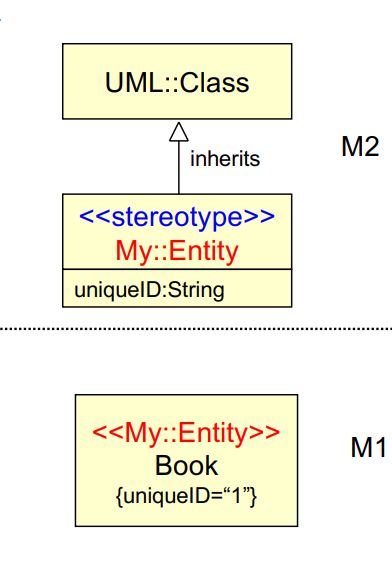 UML::Class
M2
inherits
<<stereotype>>
My::Entity
uniqueID:String
<<My::Entity>>
M1
Book
{uniqueID=“1”}